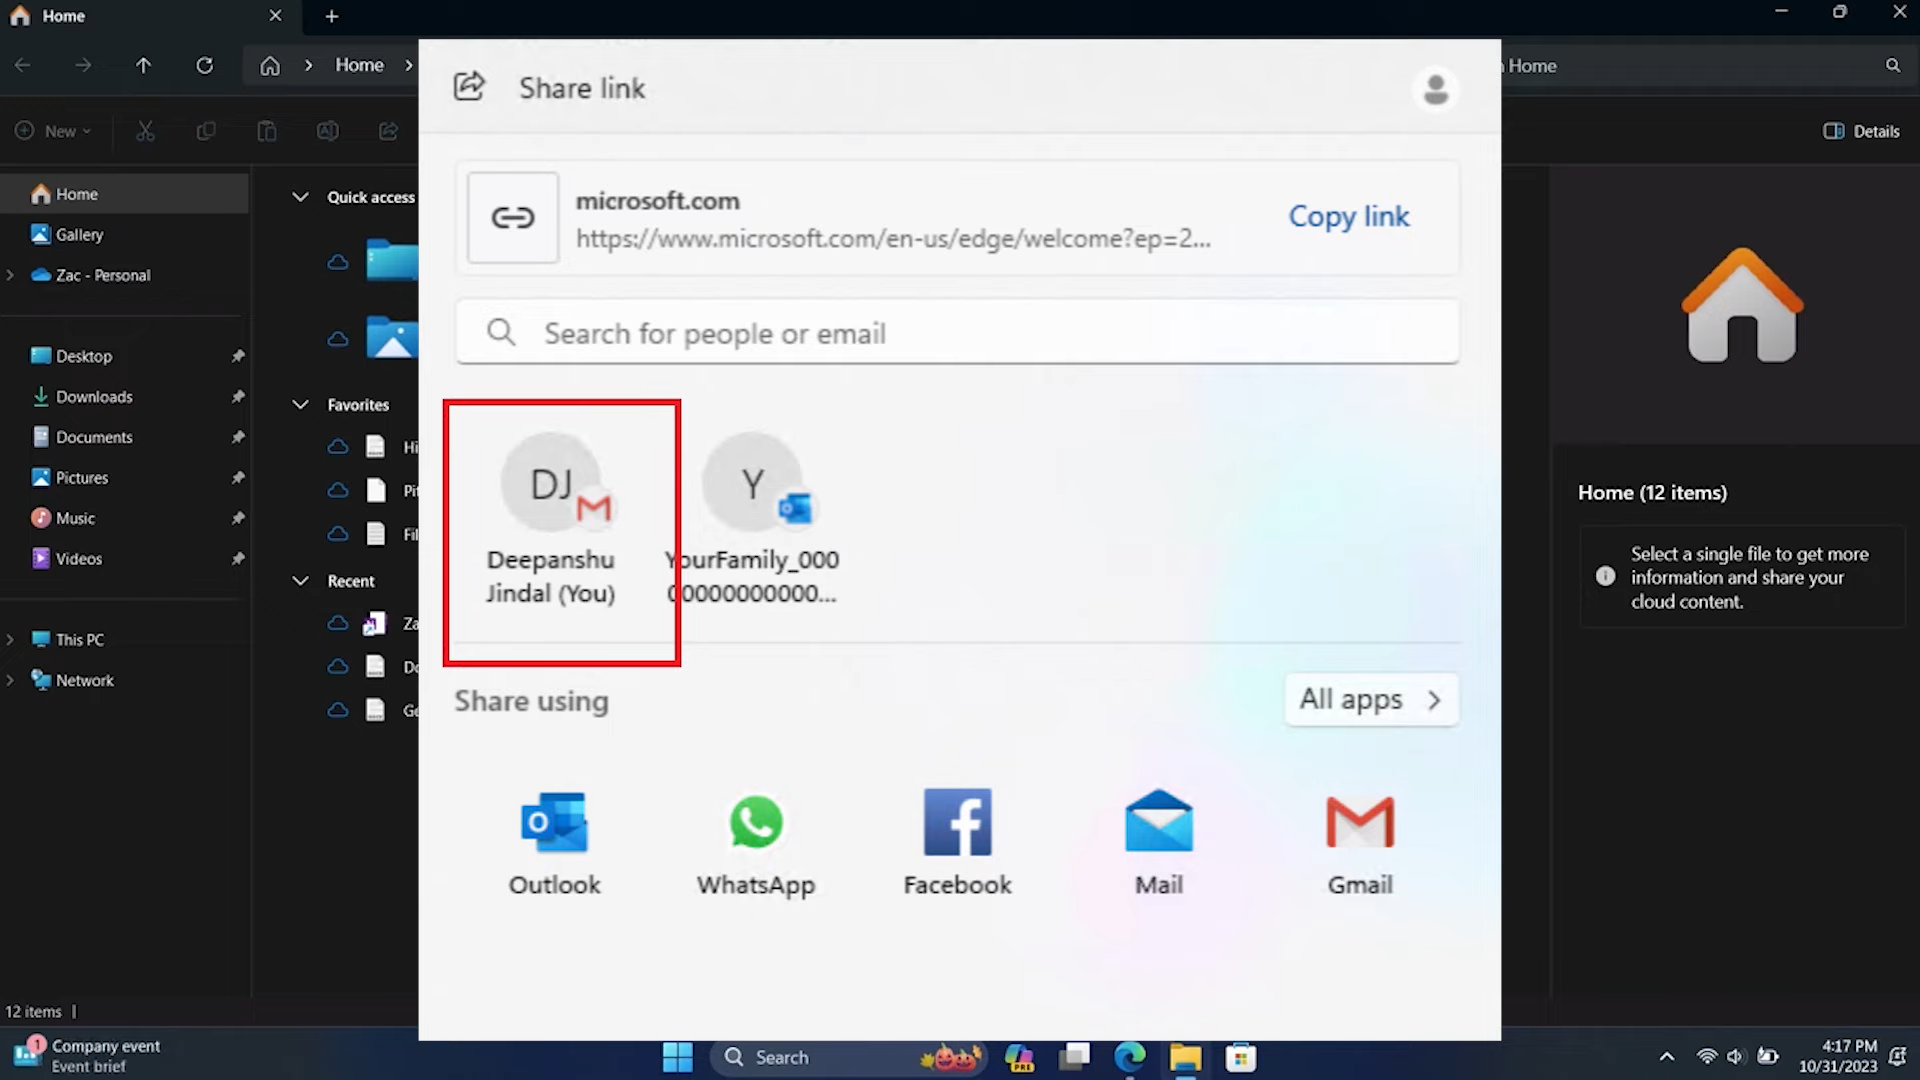 Home
Home
Home
New
Details
Home
Gallery
Zac - Personal
Desktop
Downloads
Documents
Pictures
Music
Videos
This PC
Network
12 items
Quick access
Favorites
Recent
Share link
microsoft.com
https://www.microsoft.com/en-us/edge/welcome?ep=2...
Copy link
Search for people or email
DJ
Deepanshu
Jindal (You)
Y
YourFamily_000
00000000000...
Share using
All apps
Outlook
WhatsApp
Facebook
Mail
Gmail
Home (12 items)
Select a single file to get more
information and share your
cloud content.
1
Company event
Event brief
Search
PRE
4:17 PM
10/31/2023